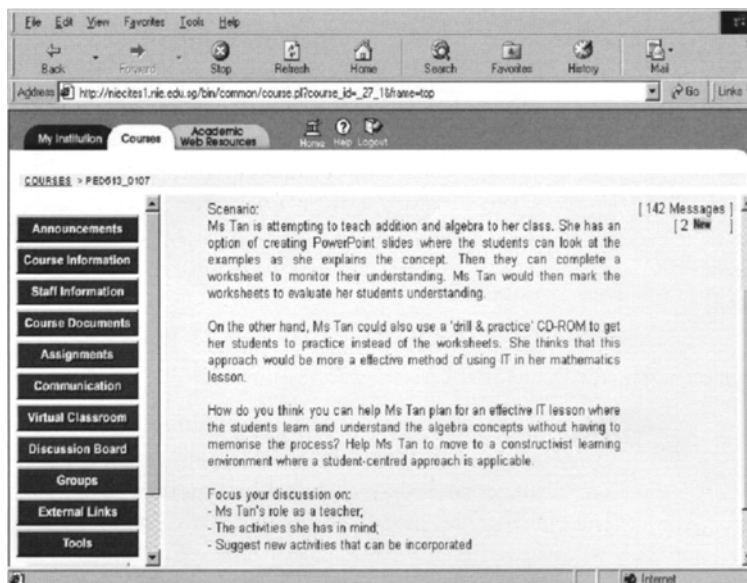 File Edit View Favorites Tools Help
Back Forward Stop Refresh Home Search Favorites History Mail
Address http://niecites1.nie.edu.sg/bin/common/course.pl?course_id=_27_1&frame=top Go Links
My Institution Courses Academic Web Resources Home Help Logout
COURSES > PED513_0107
Announcements
Course Information
Staff Information
Course Documents
Assignments
Communication
Virtual Classroom
Discussion Board
Groups
External Links
Tools
Scenario:
Ms Tan is attempting to teach addition and algebra to her class. She has an
option of creating PowerPoint slides where the students can look at the
examples as she explains the concept. Then they can complete a
worksheet to monitor their understanding. Ms Tan would then mark the
worksheets to evaluate her students understanding.
On the other hand, Ms Tan could also use a 'drill & practice' CD-ROM to get
her students to practice instead of the worksheets. She thinks that this
approach would be more a effective method of using IT in her mathematics
lesson.
How do you think you can help Ms Tan plan for an effective IT lesson where
the students learn and understand the algebra concepts without having to
memorise the process? Help Ms Tan to move to a constructivist learning
environment where a student-centred approach is applicable.
Focus your discussion on:
- Ms Tan's role as a teacher;
- The activities she has in mind;
- Suggest new activities that can be incorporated
[ 142 Messages ]
[ 2 New ]
Internet